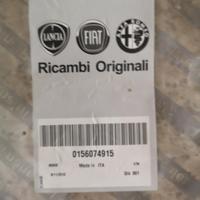 LANCIA FIAT ALFA ROMEO
Ricambi Originali
0156074915
Made in ITA